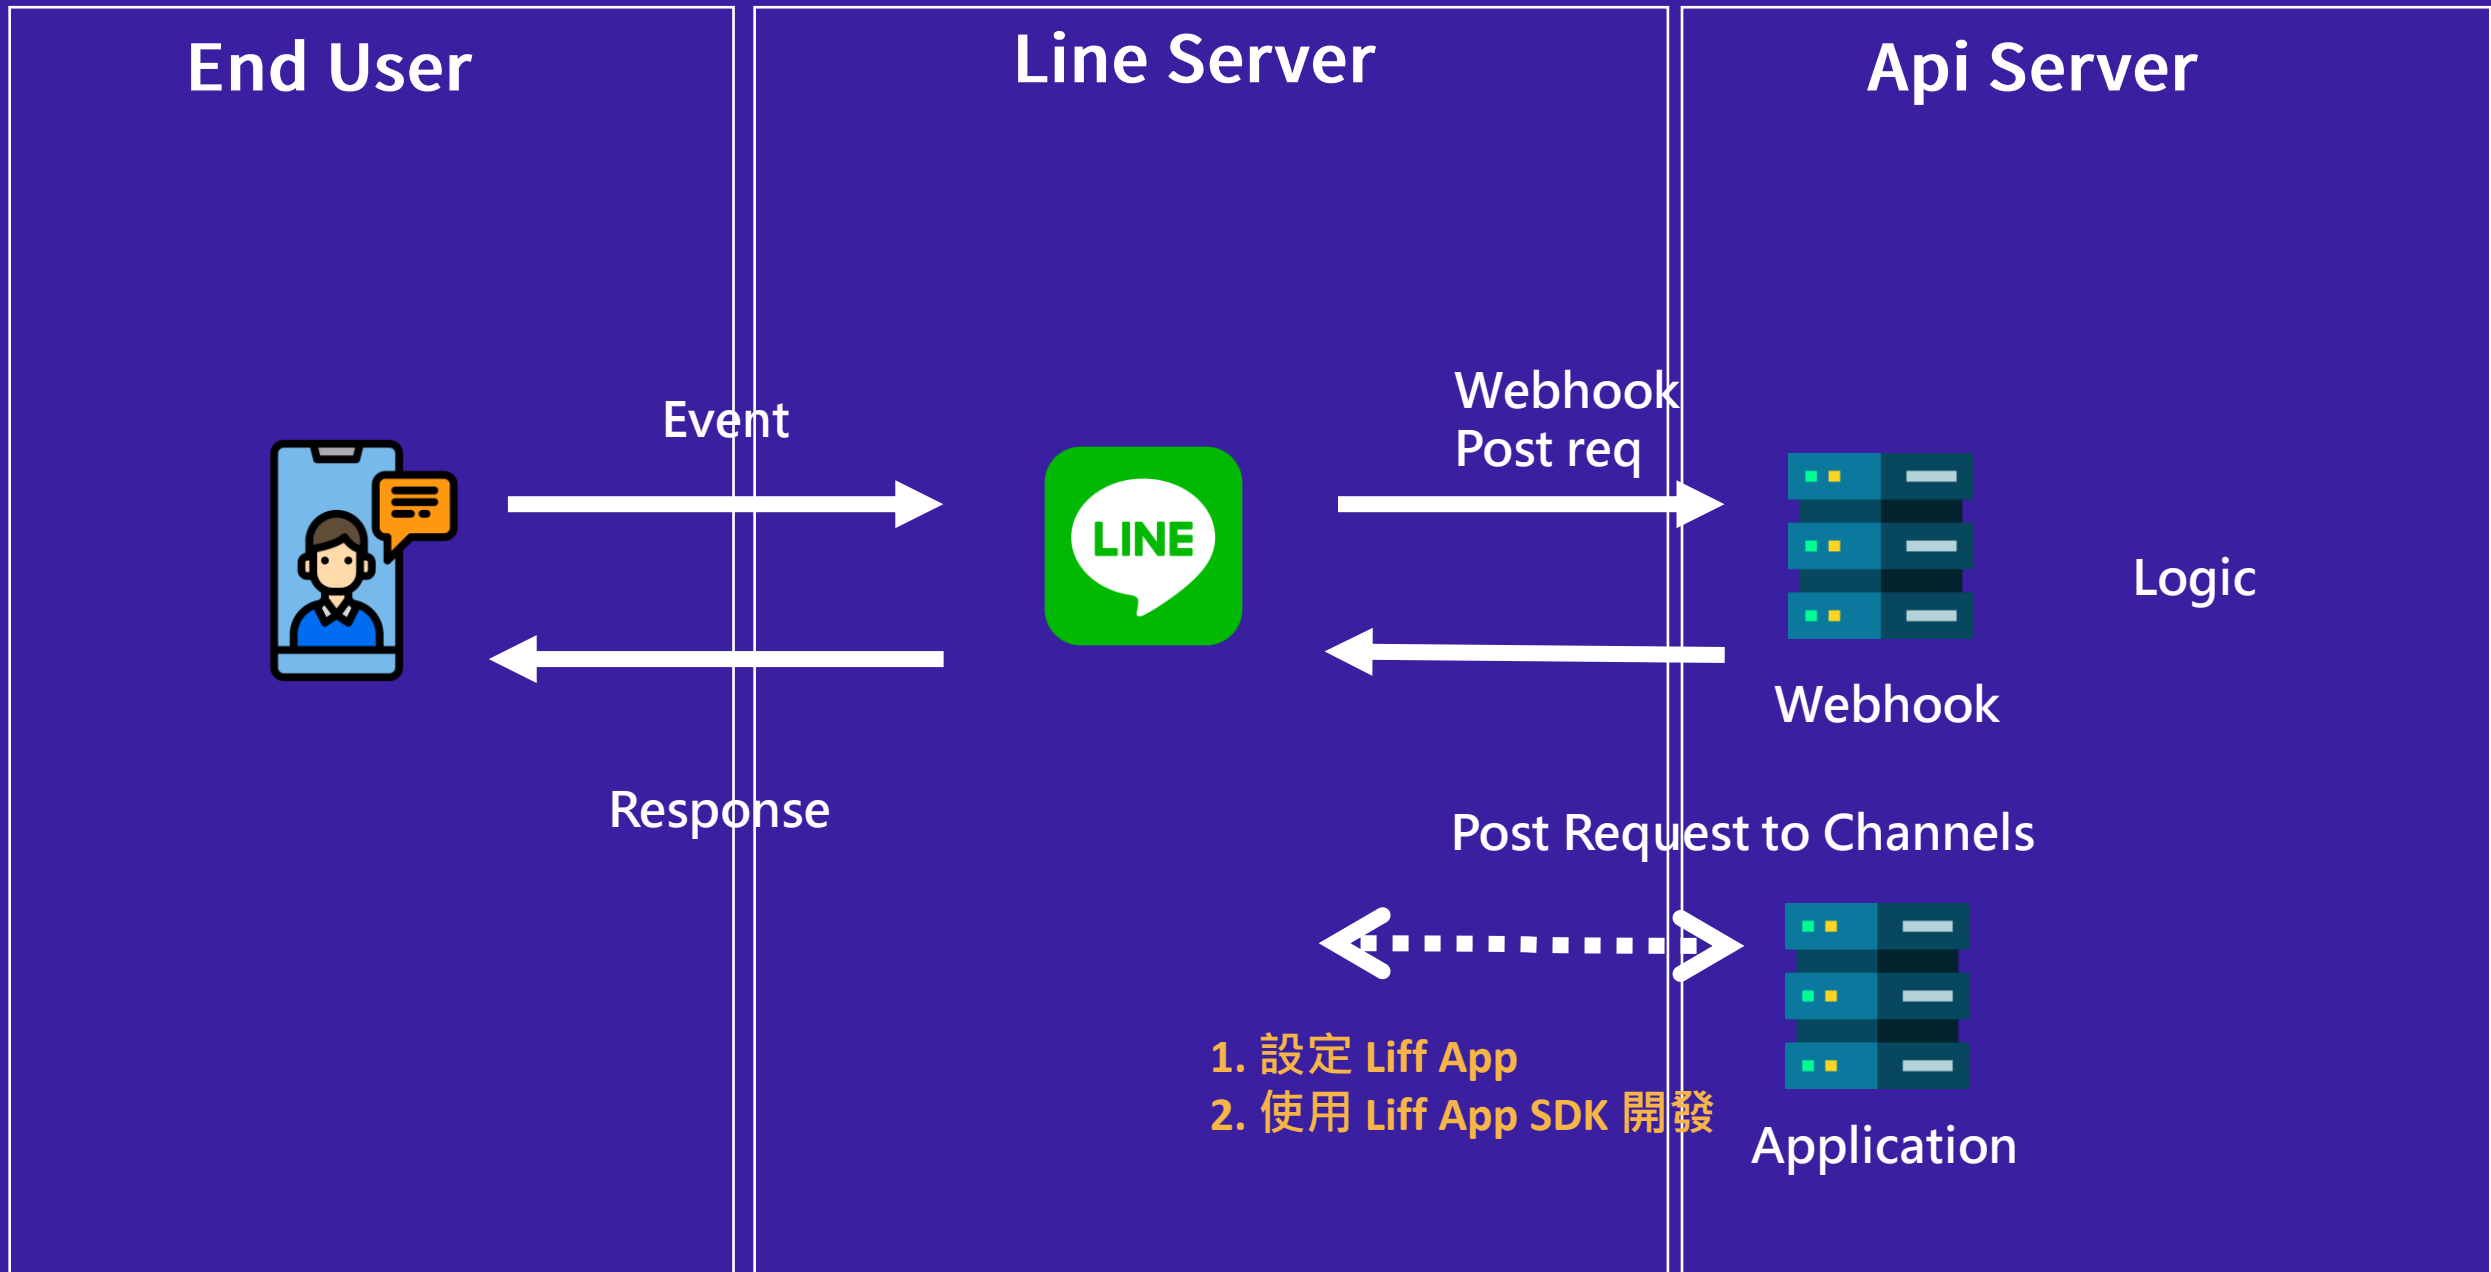 End User
Line Server
Api Server
Event
Webhook
Post req
LINE
Logic
Webhook
Response
Post Request to Channels
1. 設定 Liff App
2. 使用 Liff App SDK 開發
Application